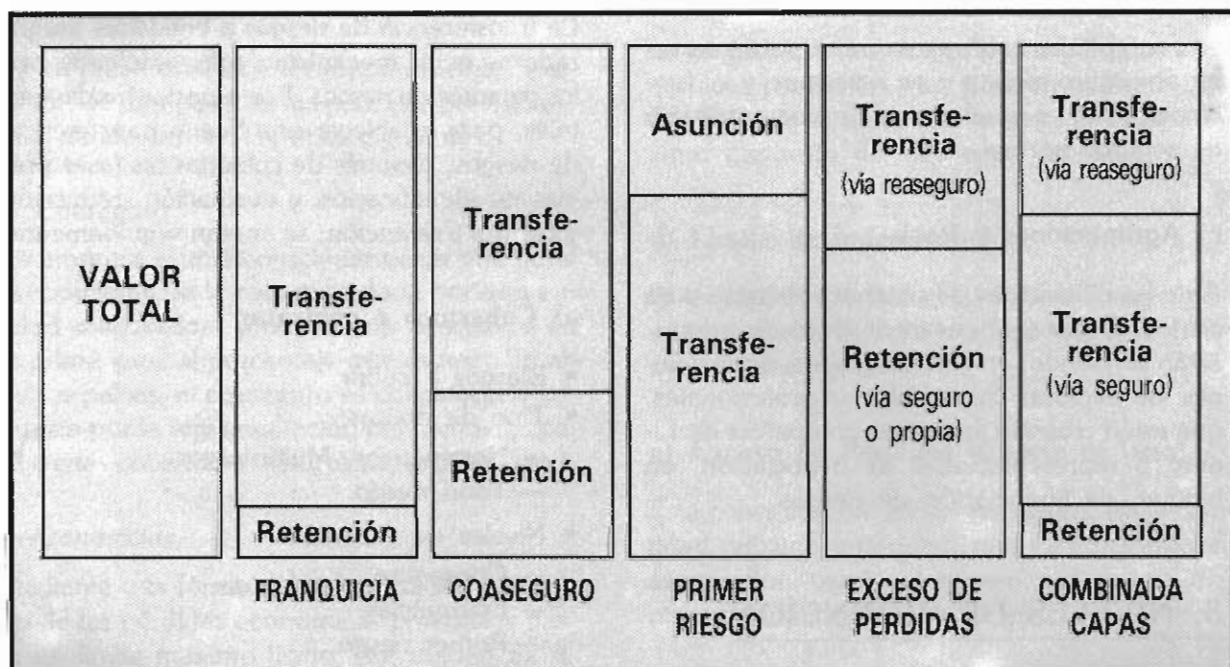 VALOR
TOTAL
Transfe-
rencia
Retención
FRANQUICIA
Transfe-
rencia
Retención
COASEGURO
Asunción
Transfe-
rencia
PRIMER
RIESGO
Transfe-
rencia
(vía reaseguro)
Retención
(vía seguro
o propia)
EXCESO DE
PERDIDAS
Transfe-
rencia
(vía reaseguro)
Transfe-
rencia
(vía seguro)
Retención
COMBINADA
CAPAS